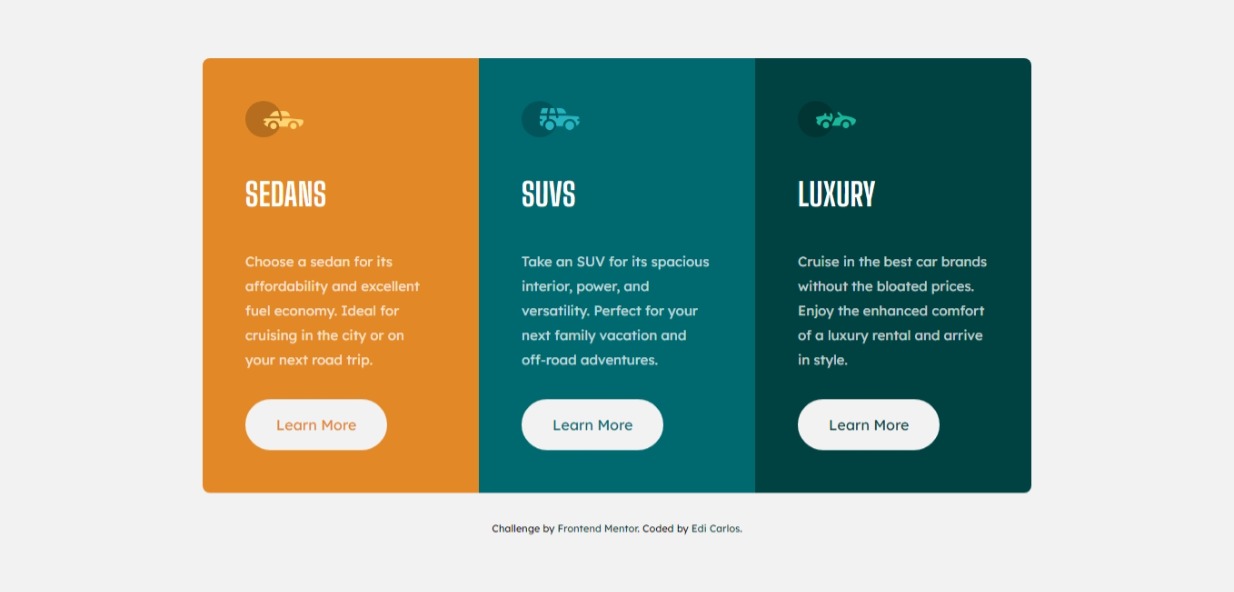 SEDANS
Choose a sedan for its
affordability and excellent
fuel economy. Ideal for
cruising in the city or on
your next road trip.
Learn More
SUVS
Take an SUV for its spacious
interior, power, and
versatility. Perfect for your
next family vacation and
off-road adventures.
Learn More
LUXURY
Cruise in the best car brands
without the bloated prices.
Enjoy the enhanced comfort
of a luxury rental and arrive
in style.
Learn More
Challenge by Frontend Mentor. Coded by Edi Carlos.